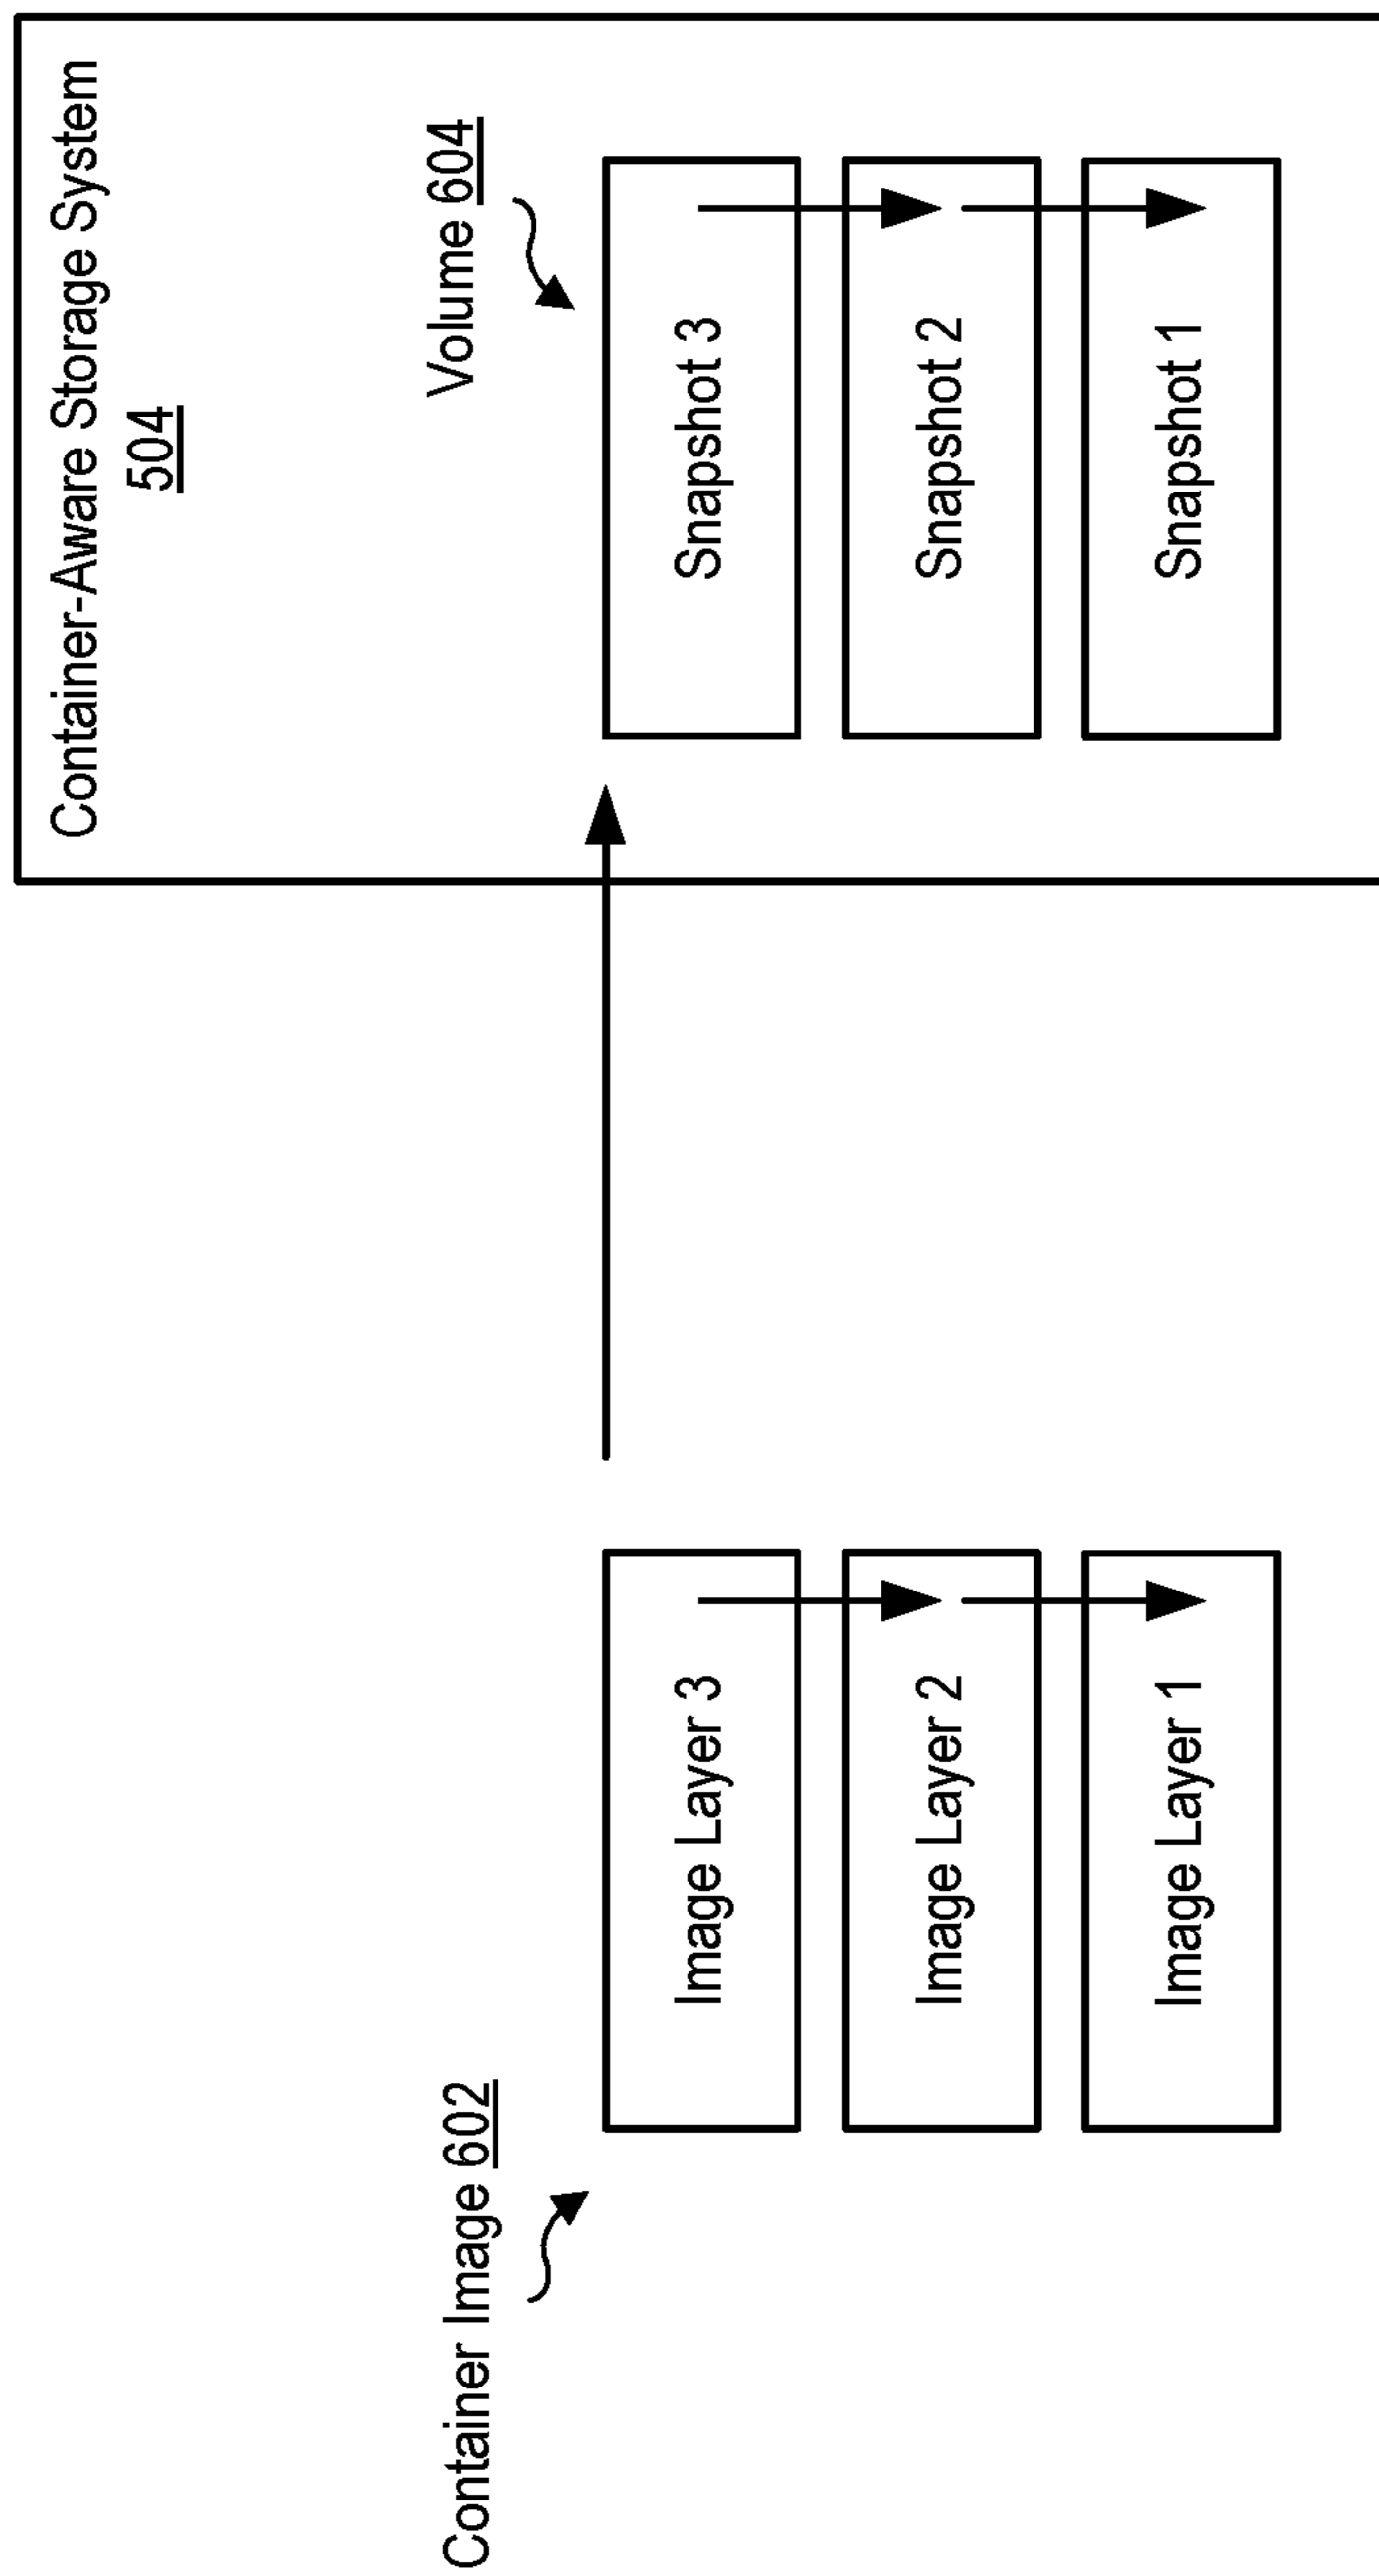 Container-Aware Storage System
504
Container Image 602
Volume 604
Image Layer 3
Snapshot 3
Image Layer 2
Snapshot 2
Image Layer 1
Snapshot 1